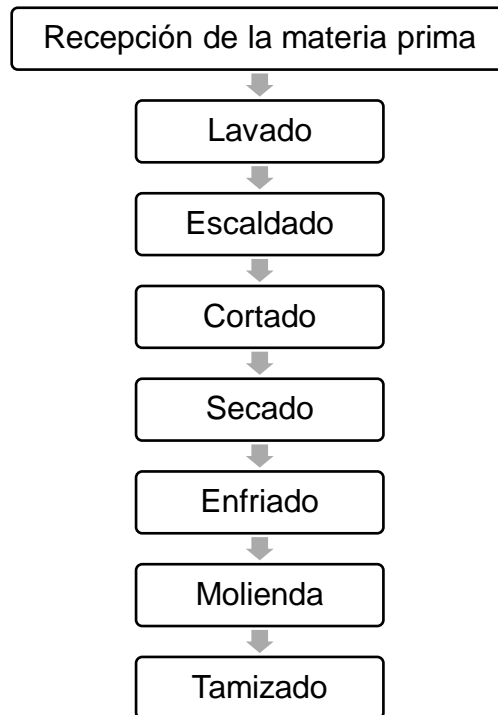 Recepción de la materia prima
Lavado
Escaldado
Cortado
Secado
Enfriado
Molienda
Tamizado